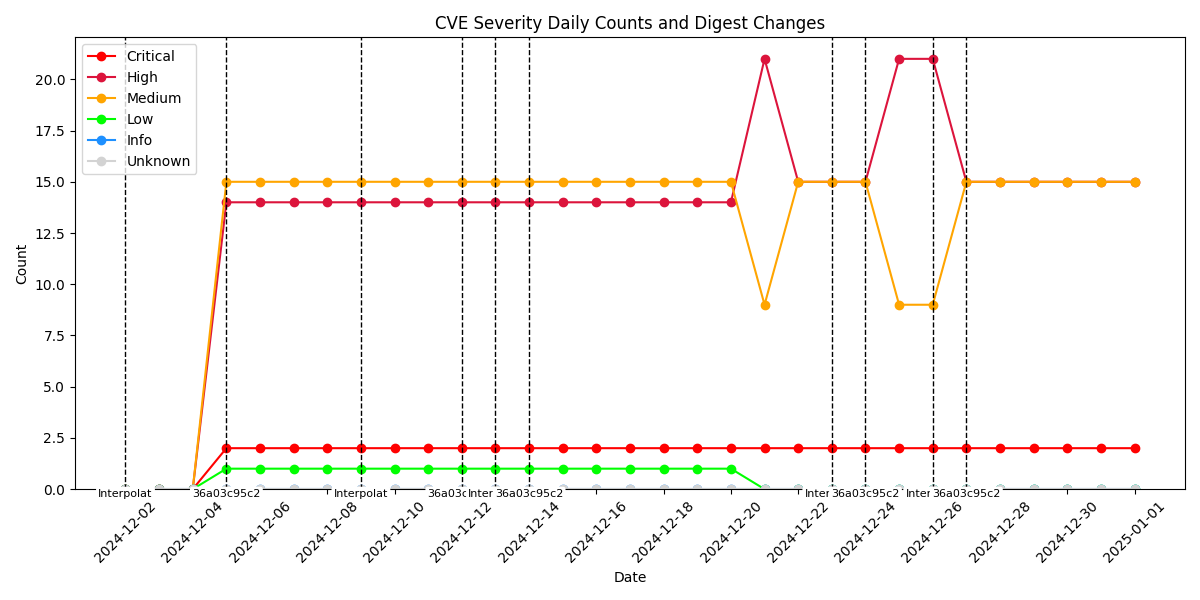 CVE Severity Daily Counts and Digest Changes
Critical
High
Medium
Low
Info
Unknown
20.0
17.5
15.0
12.5
10.0
7.5
5.0
2.5
0.0
Count
Interpolat
36a03c95c2
Interpolat
36a03c
Inter
36a03c95c2
Inter
36a03c95c2
Inter
36a03c95c2
2024-12-02
2024-12-04
2024-12-06
2024-12-08
2024-12-10
2024-12-12
2024-12-14
2024-12-16
2024-12-18
2024-12-20
2024-12-22
2024-12-24
2024-12-26
2024-12-28
2024-12-30
2025-01-01
Date